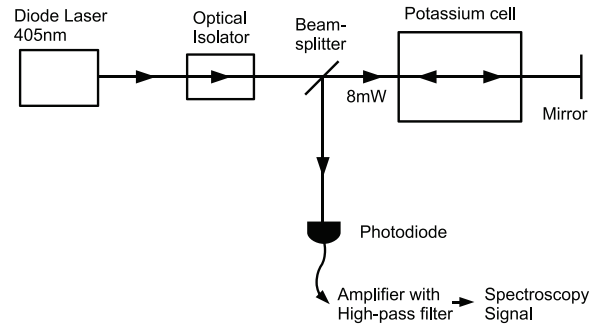 Diode Laser
405nm
Optical
Isolator
Beam-
splitter
8mW
Potassium cell
Mirror
Photodiode
Amplifier with
High-pass filter
Spectroscopy
Signal